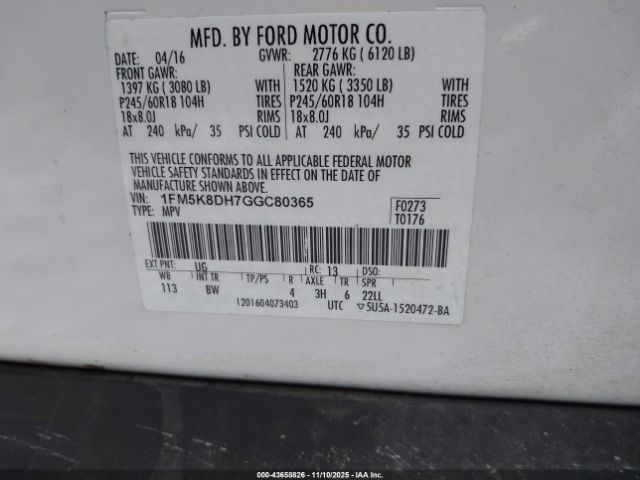 MFD. BY FORD MOTOR CO.
04/16 GVWR: 2776 KG ( 6120 LB)
FRONT GAWR: REAR GAWR:
1397 KG ( 3080 LB) WITH 1520 KG ( 3350 LB) WITH
P245/60R18 104H TIRES P245/60R18 104H TIRES
18x8.0J RIMS 18x8.0J RIMS
AT 240 kPa/ 35 PSI COLD AT 240 kPa/ 35 PSI COLD
THIS VEHICLE CONFORMS TO ALL APPLICABLE FEDERAL MOTOR
VEHICLE SAFETY AND BUMPER STANDARDS IN EFFECT ON THE DATE OF
MANUFACTURE SHOWN ABOVE.
VIN: 1FM5K8DH7GGC80365 F0273
TYPE: MPV T0176
EXT PNT: UG RC: 13 DSO:
WB INT TR TP/PS R AXLE TR SPR
113 BW 4 3H 6 22LL
1201604073403 UTC ▽5U5A-1520472-BA
000-43658826 - 11/10/2025 - IAA, Inc.